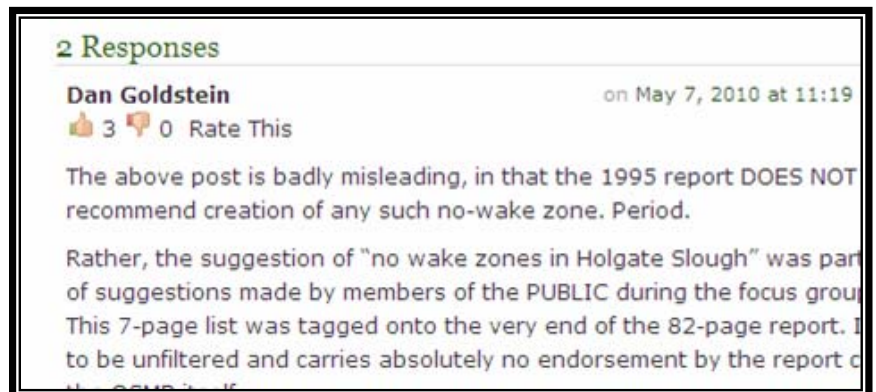 2 Responses
Dan Goldstein on May 7, 2010 at 11:19
3 0 Rate This
The above post is badly misleading, in that the 1995 report DOES NOT
recommend creation of any such no-wake zone. Period.
Rather, the suggestion of “no wake zones in Holgate Slough” was part
of suggestions made by members of the PUBLIC during the focus grou
This 7-page list was tagged onto the very end of the 82-page report.
to be unfiltered and carries absolutely no endorsement by the report